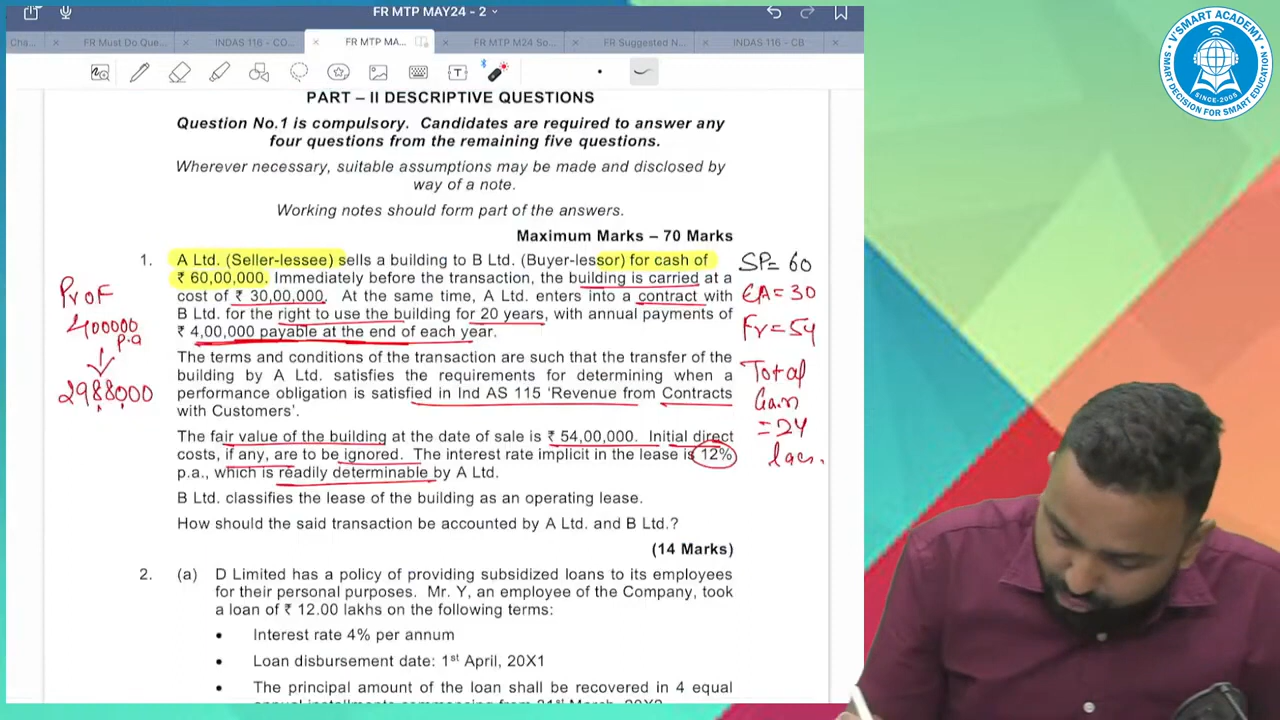 FR MTP MAY24 - 2
Cha...
FR Must Do Que...
INDAS 116 - CO...
FR MTP MA...
FR MTP M24 So...
FR Suggested N...
INDAS 116 - CB
PART – II DESCRIPTIVE QUESTIONS
Question No.1 is compulsory. Candidates are required to answer any
four questions from the remaining five questions.
Wherever necessary, suitable assumptions may be made and disclosed by
way of a note.
Working notes should form part of the answers.
Maximum Marks – 70 Marks
1. A Ltd. (Seller-lessee) sells a building to B Ltd. (Buyer-lessor) for cash of
₹ 60,00,000. Immediately before the transaction, the building is carried at a
cost of ₹ 30,00,000. At the same time, A Ltd. enters into a contract with
B Ltd. for the right to use the building for 20 years, with annual payments of
₹ 4,00,000 payable at the end of each year.
The terms and conditions of the transaction are such that the transfer of the
building by A Ltd. satisfies the requirements for determining when a
performance obligation is satisfied in Ind AS 115 ‘Revenue from Contracts
with Customers’.
The fair value of the building at the date of sale is ₹ 54,00,000. Initial direct
costs, if any, are to be ignored. The interest rate implicit in the lease is 12%
p.a., which is readily determinable by A Ltd.
B Ltd. classifies the lease of the building as an operating lease.
How should the said transaction be accounted by A Ltd. and B Ltd.?
(14 Marks)
2. (a) D Limited has a policy of providing subsidized loans to its employees
for their personal purposes. Mr. Y, an employee of the Company, took
a loan of ₹ 12.00 lakhs on the following terms:
• Interest rate 4% per annum
• Loan disbursement date: 1st April, 20X1
• The principal amount of the loan shall be recovered in 4 equal
PV OF
400000
p.a
2988000
SP= 60
CA = 30
FV = 54
Total
Gain
= 24
lacs.
V'SMART ACADEMY
SINCE-2005
SMART DECISION FOR SMART EDUCATION